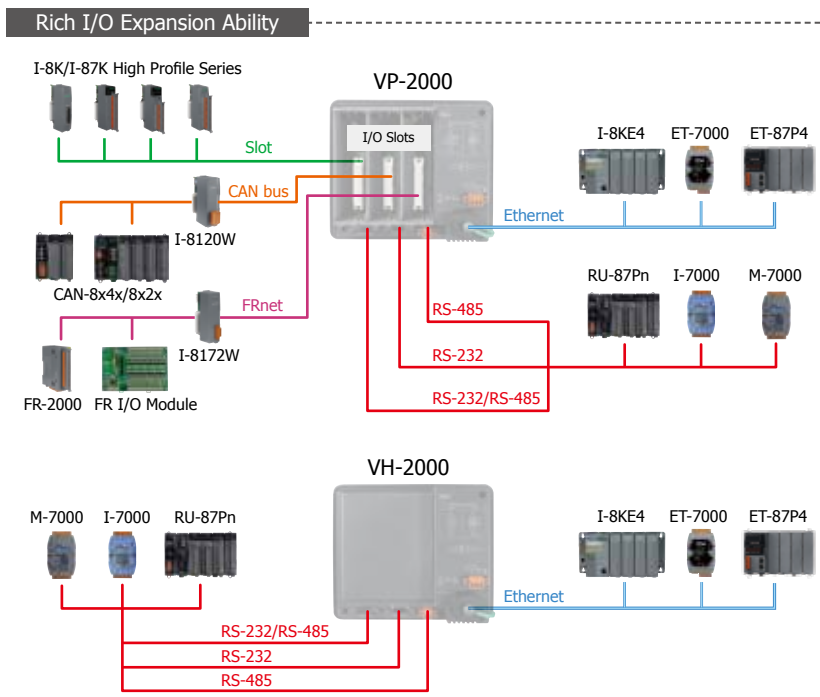 Rich I/O Expansion Ability
I-8K/I-87K High Profile Series
VP-2000
I/O Slots
Slot
CAN bus
I-8120W
CAN-8x4x/8x2x
FRnet
I-8172W
FR-2000
FR I/O Module
I-8KE4
ET-7000
ET-87P4
Ethernet
RU-87Pn
I-7000
M-7000
RS-485
RS-232
RS-232/RS-485
VH-2000
M-7000
I-7000
RU-87Pn
I-8KE4
ET-7000
ET-87P4
Ethernet
RS-232/RS-485
RS-232
RS-485